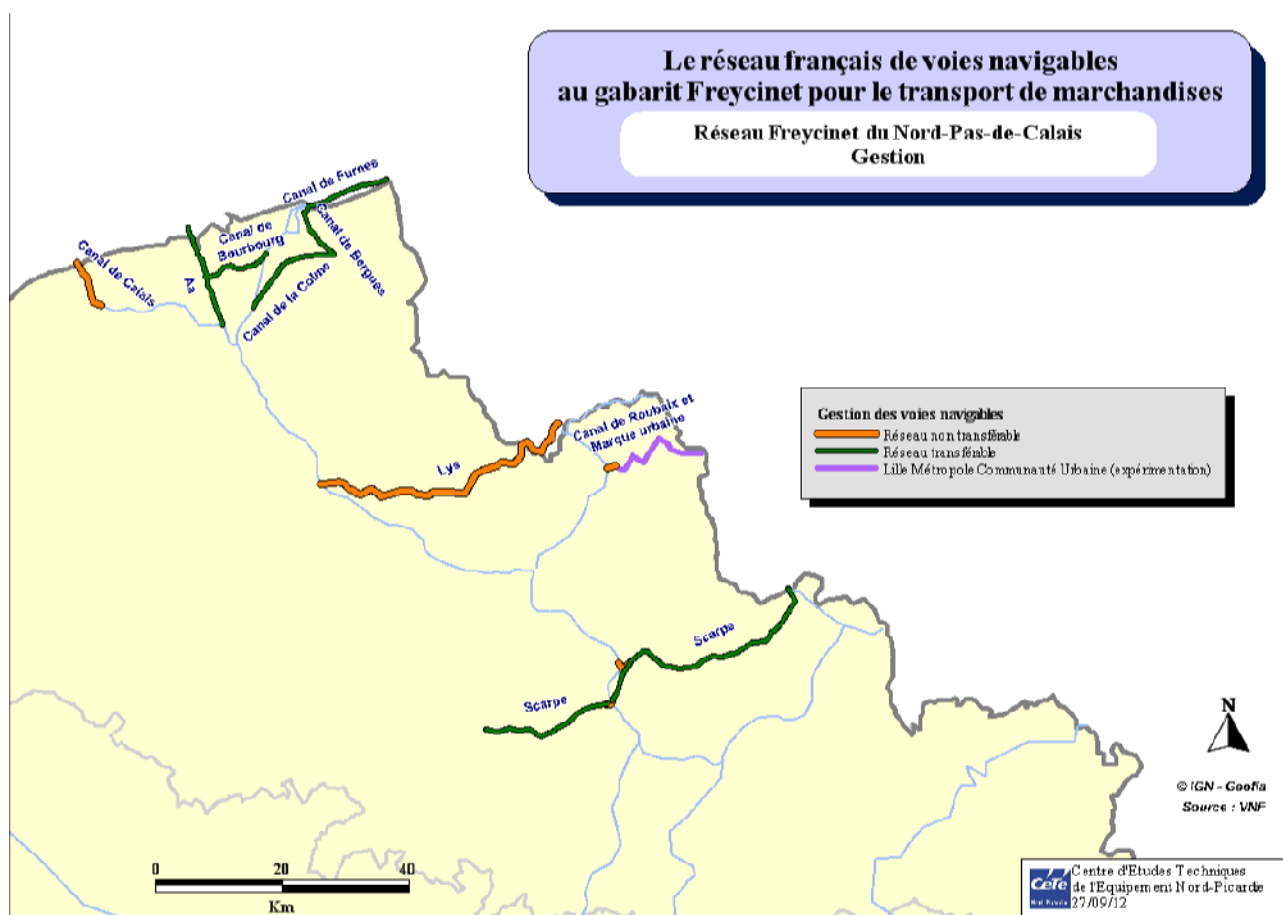 Le réseau français de voies navigables
au gabarit Freycinet pour le transport de marchandises
Réseau Freycinet du Nord-Pas-de-Calais
Gestion
Canal de Furnes
Canal de
Bourbourg
Canal de Bergues
Canal de Calais
Aa
Canal de la Colme
Canal de Roubaix et
Marque urbaine
Lys
Gestion des voies navigables
Réseau non transférable
Réseau transférable
Lille Métropole Communauté Urbaine (expérimentation)
Scarpe
Scarpe
N
© IGN - Geofla
Source : VNF
0 20 40
Km
CeTe
Nord Picardie
Centre d'Etudes Techniques
de l'Equipement Nord-Picardie
27/09/12